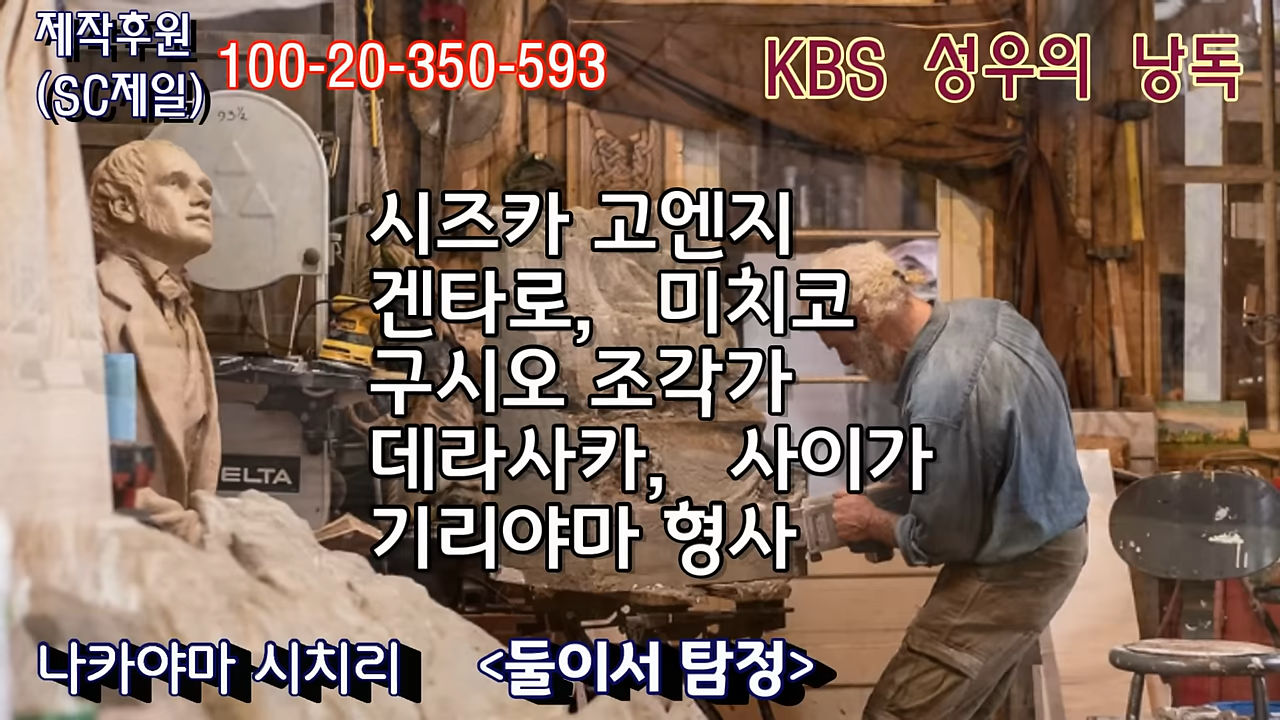 제작후원
(SC제일)
100-20-350-593
KBS 성우의 낭독
93½
시즈카 고엔지
겐타로, 미치코
구시오 조각가
데라사카, 사이가
기리야마 형사
ELTA
나카야마 시치리 <둘이서 탐정>